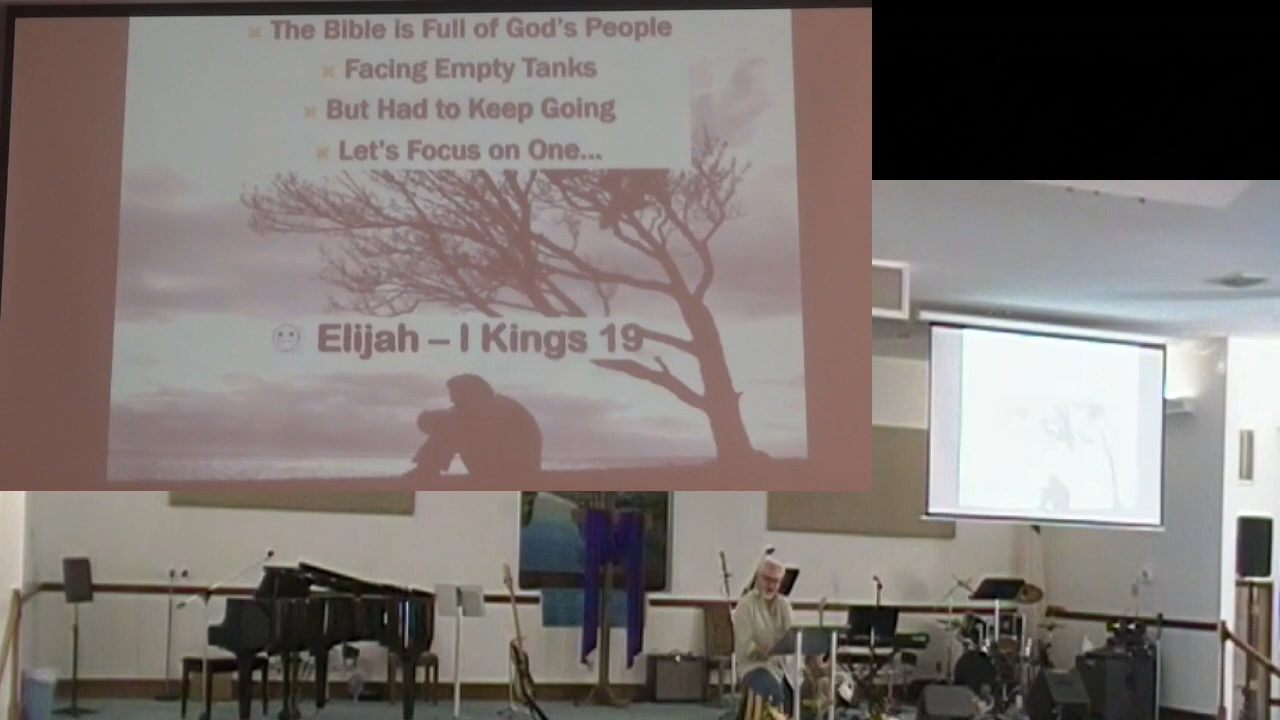 The Bible is Full of God's People
Facing Empty Tanks
But Had to Keep Going
Let's Focus on One...
Elijah – I Kings 19